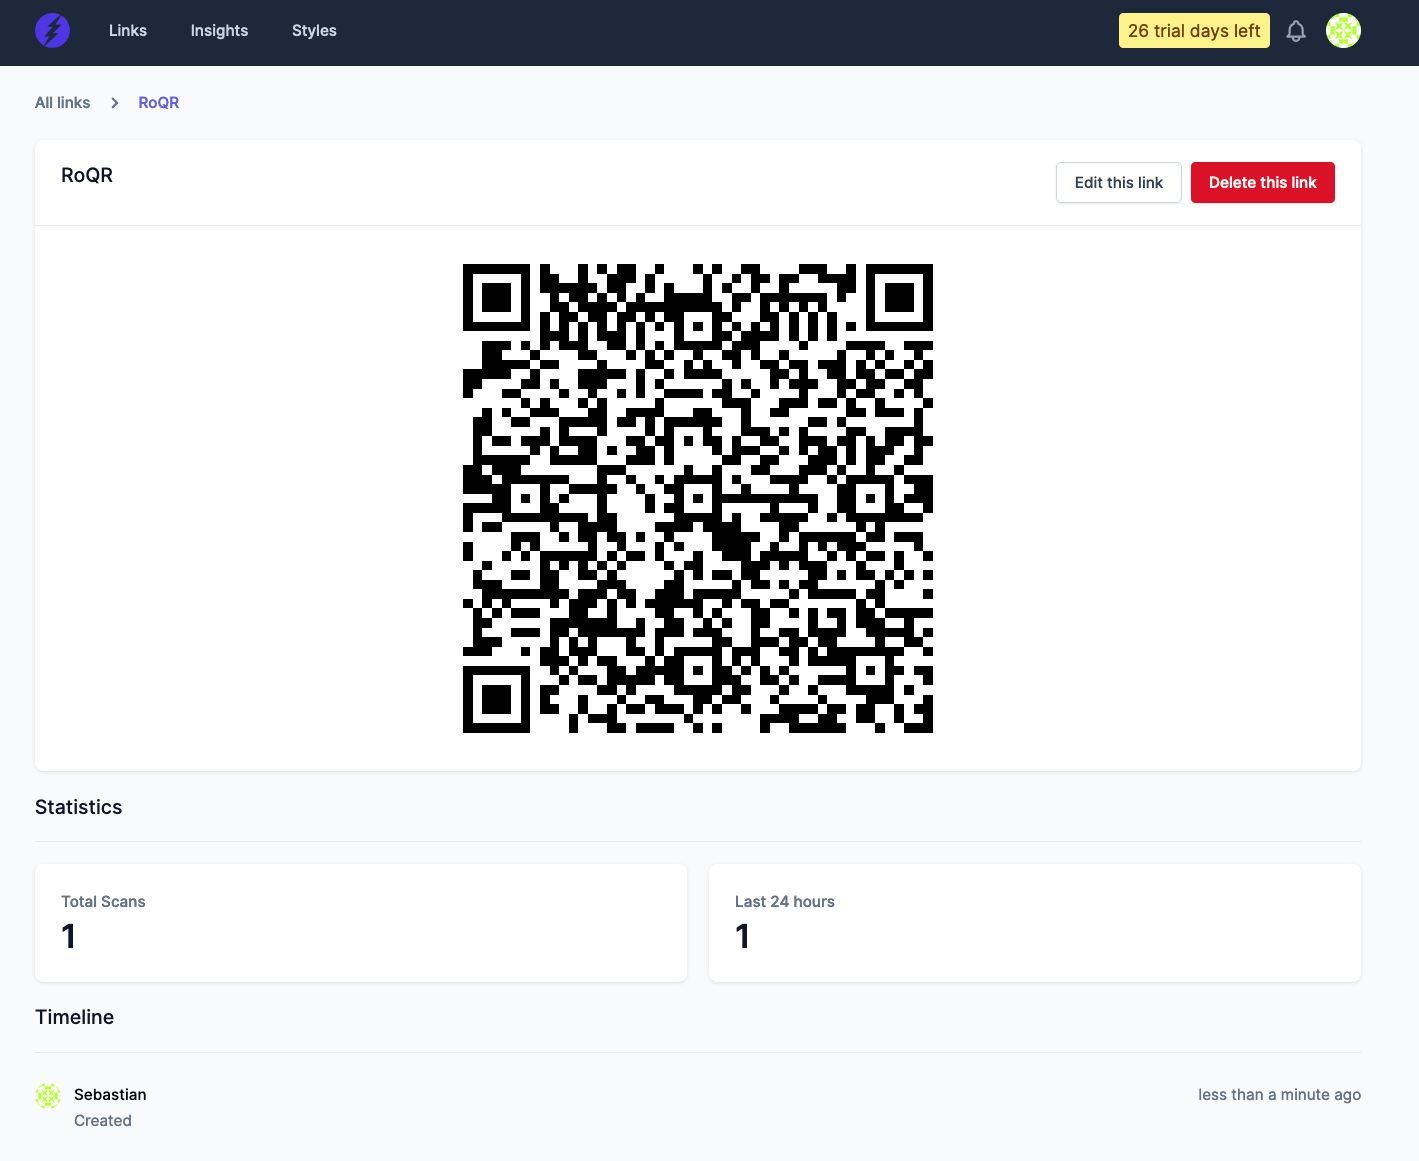 Links Insights Styles 26 trial days left
All links RoQR
RoQR Edit this link Delete this link
Statistics
Total Scans Last 24 hours
1 1
Timeline
Sebastian less than a minute ago
Created